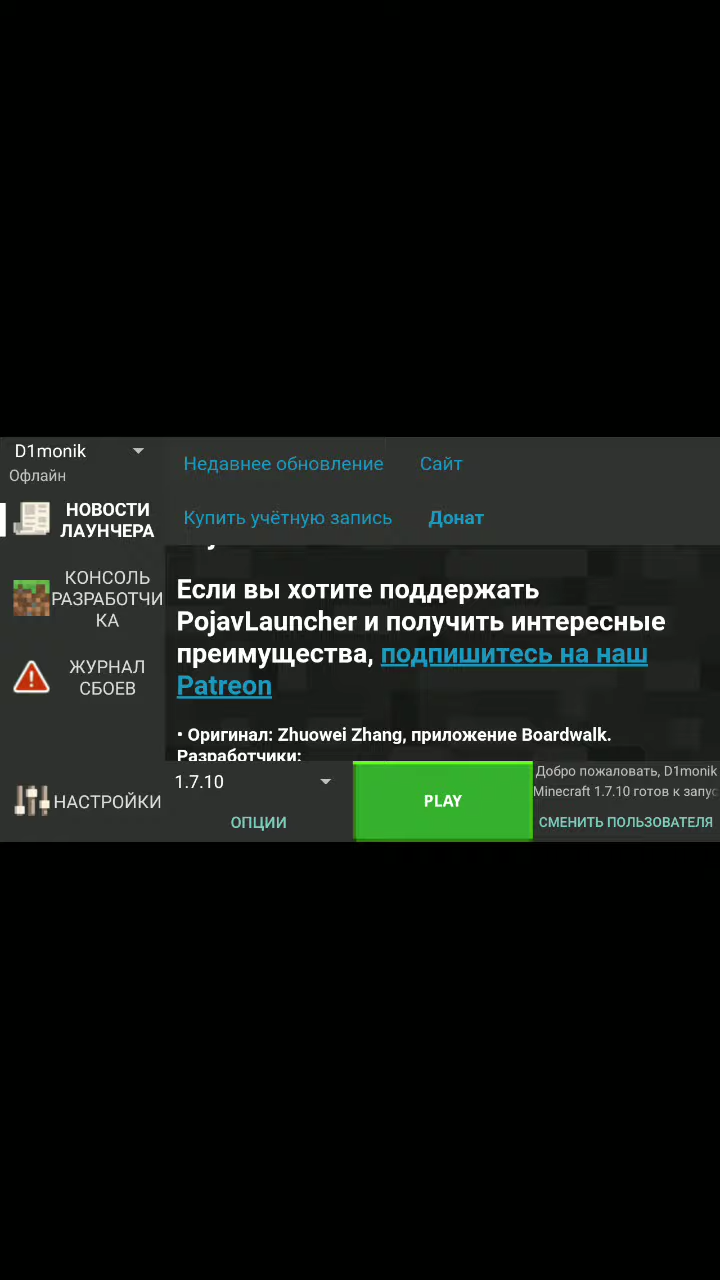 D1monik
Офлайн
НОВОСТИ
ЛАУНЧЕРА
КОНСОЛЬ
РАЗРАБОТЧИ
КА
ЖУРНАЛ
СБОЕВ
НАСТРОЙКИ
Недавнее обновление
Сайт
Купить учётную запись
Донат
Если вы хотите поддержать
PojavLauncher и получить интересные
преимущества, подпишитесь на наш
Patreon
• Оригинал: Zhuowei Zhang, приложение Boardwalk.
Разработчики:
1.7.10
ОПЦИИ
PLAY
Добро пожаловать, D1monik
Minecraft 1.7.10 готов к запус
СМЕНИТЬ ПОЛЬЗОВАТЕЛЯ